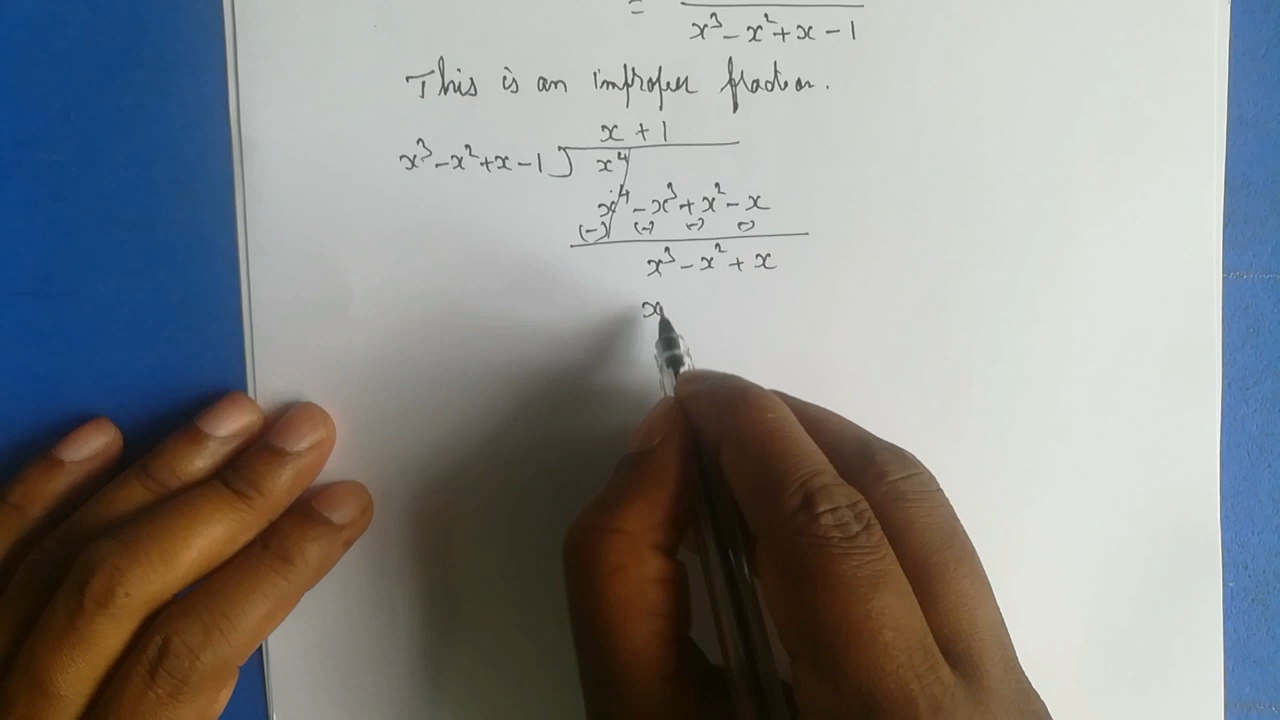 =
x³ - x² + x - 1
This is an improper fraction.
x + 1
x³ - x² + x - 1 ) x⁴
x⁴ - x³ + x² - x
(-) (-) (-) (-)
x³ - x² + x
x